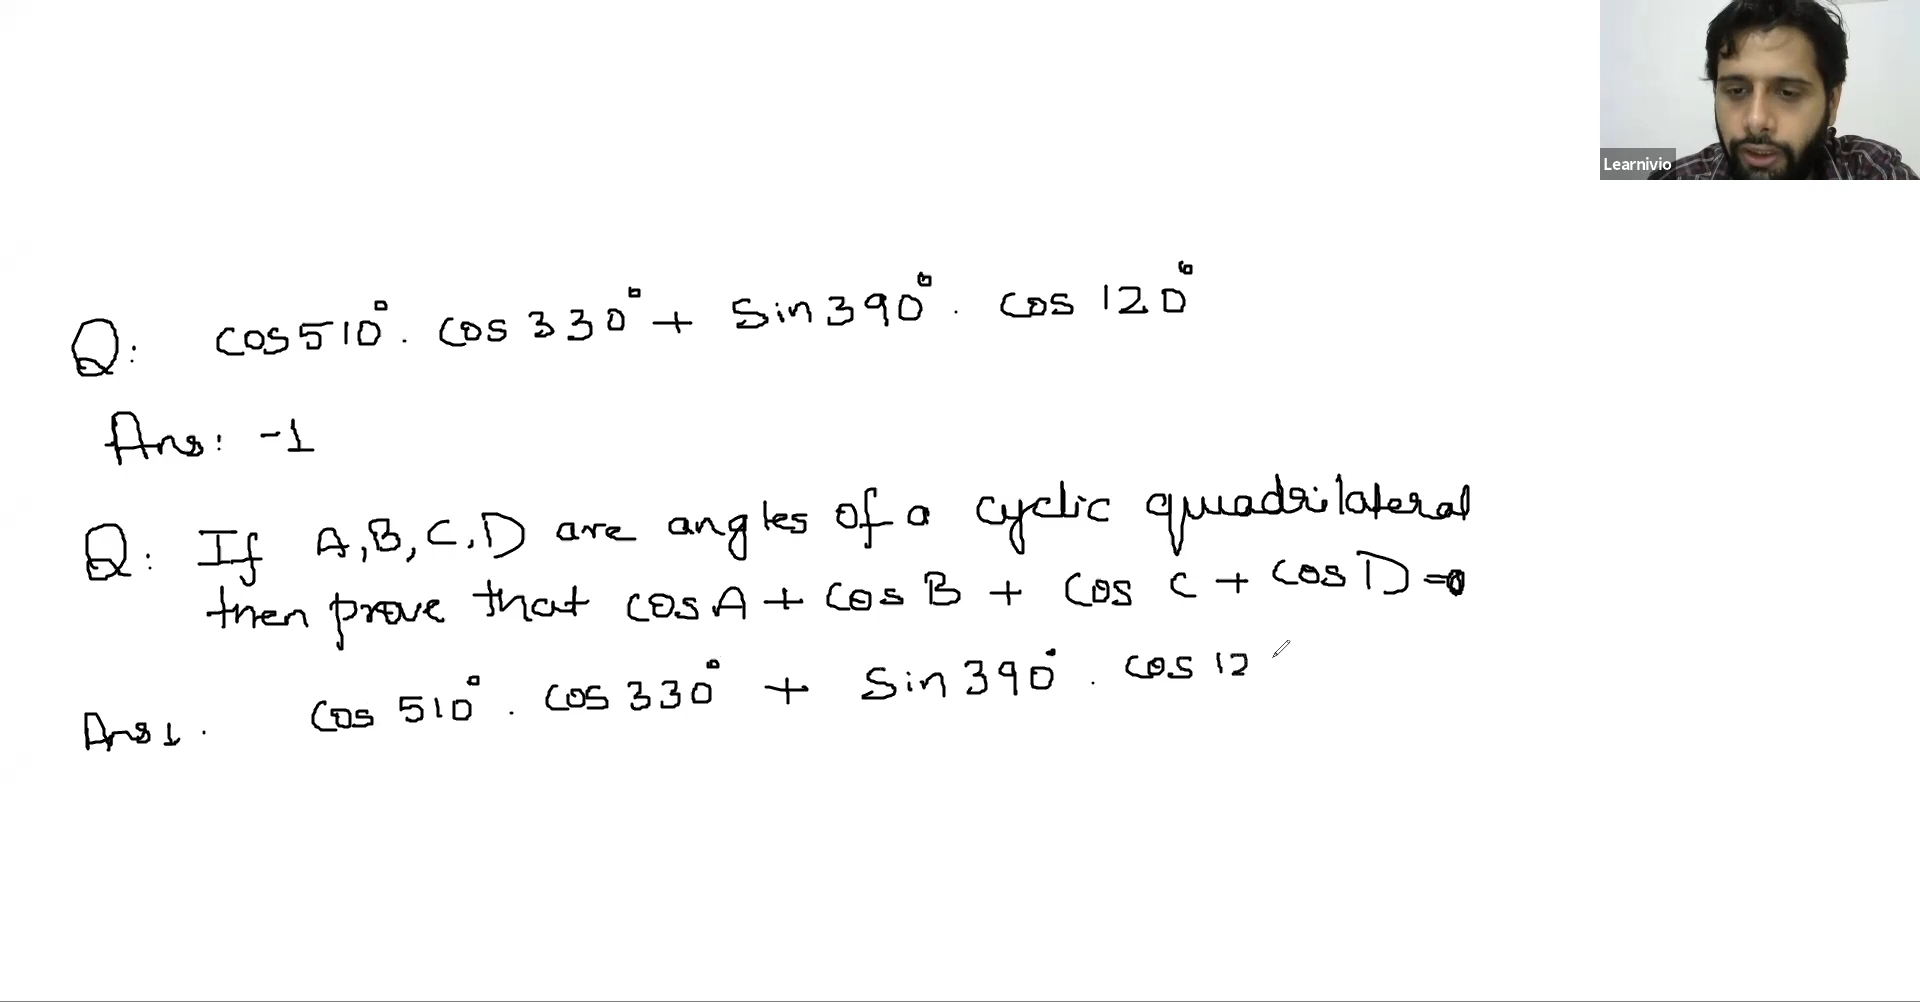 Learnivio
Q: cos 510° . cos 330° + Sin 390° . cos 120°
Ans: -1
Q: If A, B, C, D are angles of a cyclic quadrilateral
then prove that cos A + cos B + cos C + cos D = 0
Ans 1. cos 510° . cos 330° + Sin 390° . cos 12